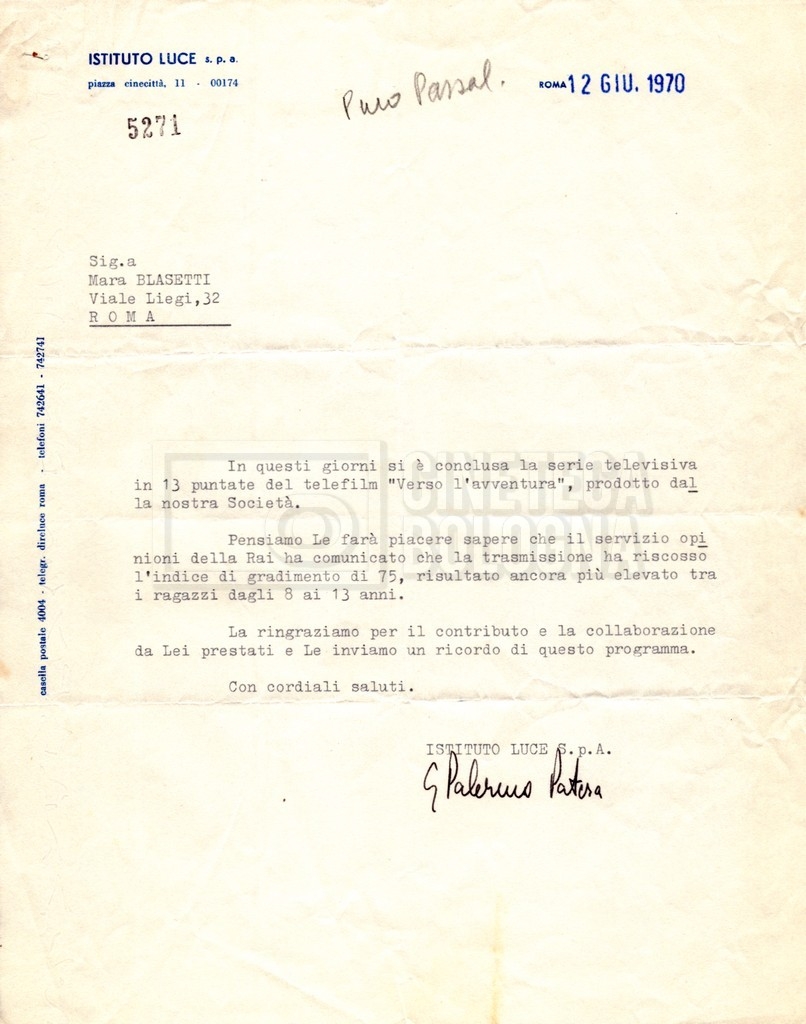 ISTITUTO LUCE s. p. a.
piazza cinecittà, 11 - 00174
5271
Puro Passal.
ROMA 12 GIU. 1970
Sig.a
Mara BLASETTI
Viale Liegi,32
R O M A
casella postale 4004 - telegr. direluce roma - telefoni 742641 - 742741
In questi giorni si è conclusa la serie televisiva
in 13 puntate del telefilm "Verso l'avventura", prodotto dal
la nostra Società.
Pensiamo Le farà piacere sapere che il servizio opi
nioni della Rai ha comunicato che la trasmissione ha riscosso
l'indice di gradimento di 75, risultato ancora più elevato tra
i ragazzi dagli 8 ai 13 anni.
La ringraziamo per il contributo e la collaborazione
da Lei prestati e Le inviamo un ricordo di questo programma.
Con cordiali saluti.
ISTITUTO LUCE S.p.A.
G Palermo Patera
CINETECA
BOLOGNA